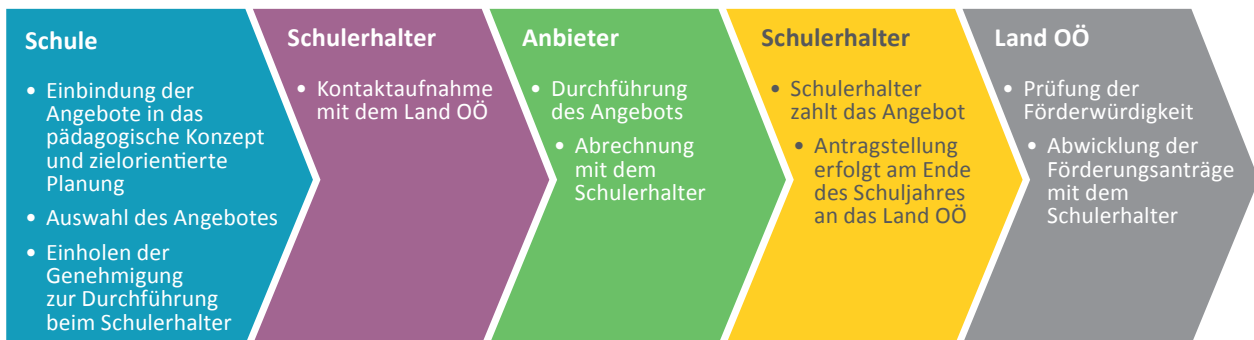 Schule
• Einbindung der
Angebote in das
pädagogische Konzept
und zielorientierte
Planung
• Auswahl des Angebotes
• Einholen der
Genehmigung
zur Durchführung
beim Schulerhalter
Schulerhalter
• Kontaktaufnahme
mit dem Land OÖ
Anbieter
• Durchführung
des Angebots
• Abrechnung
mit dem
Schulerhalter
Schulerhalter
• Schulerhalter
zahlt das Angebot
• Antragstellung
erfolgt am Ende
des Schuljahres
an das Land OÖ
Land OÖ
• Prüfung der
Förderwürdigkeit
• Abwicklung der
Förderungsanträge
mit dem
Schulerhalter